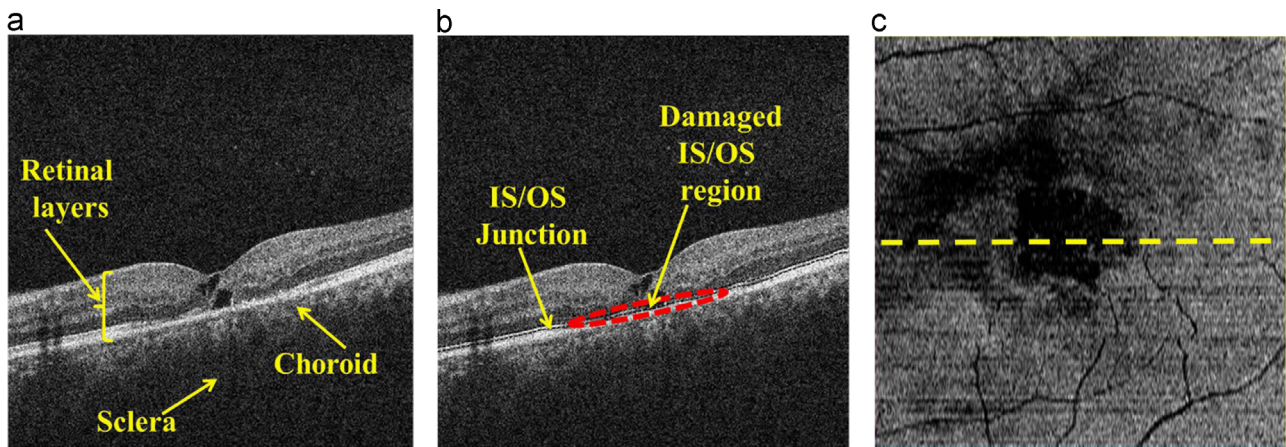 a
Retinal
layers
Choroid
Sclera
b
Damaged
IS/OS
region
IS/OS
Junction
c